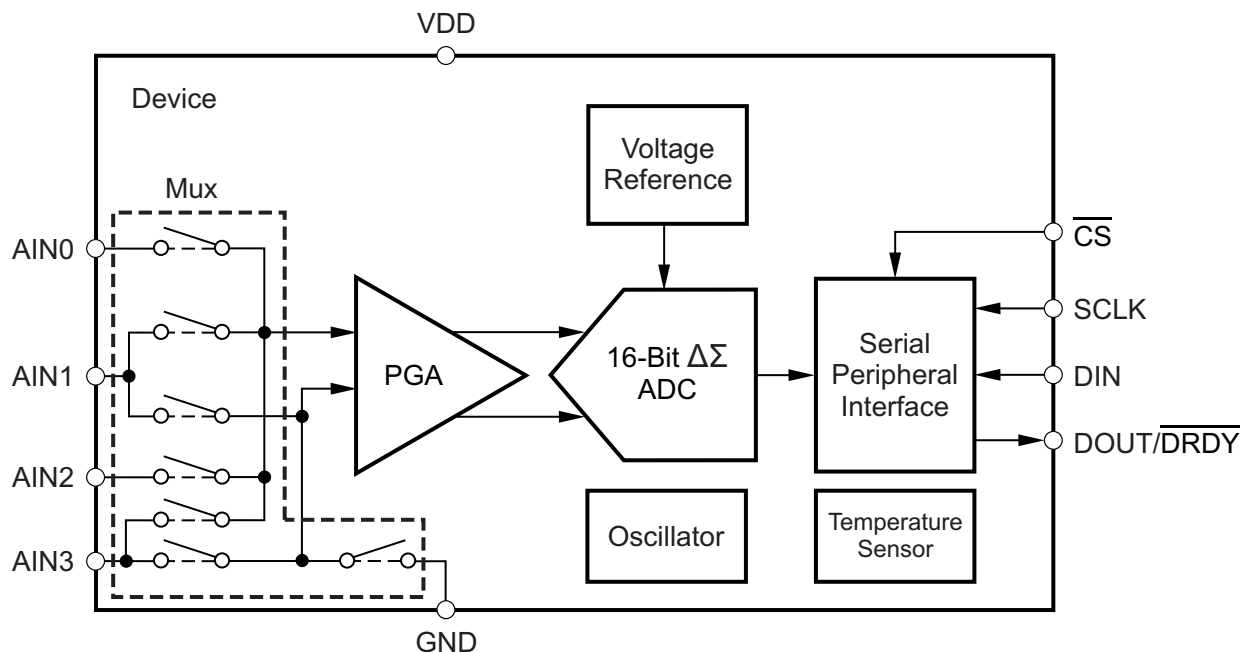 VDD
Device
Voltage
Reference
Mux
AIN0
CS
SCLK
AIN1
PGA
16-Bit ΔΣ
ADC
Serial
Peripheral
Interface
DIN
DOUT/DRDY
AIN2
AIN3
Oscillator
Temperature
Sensor
GND